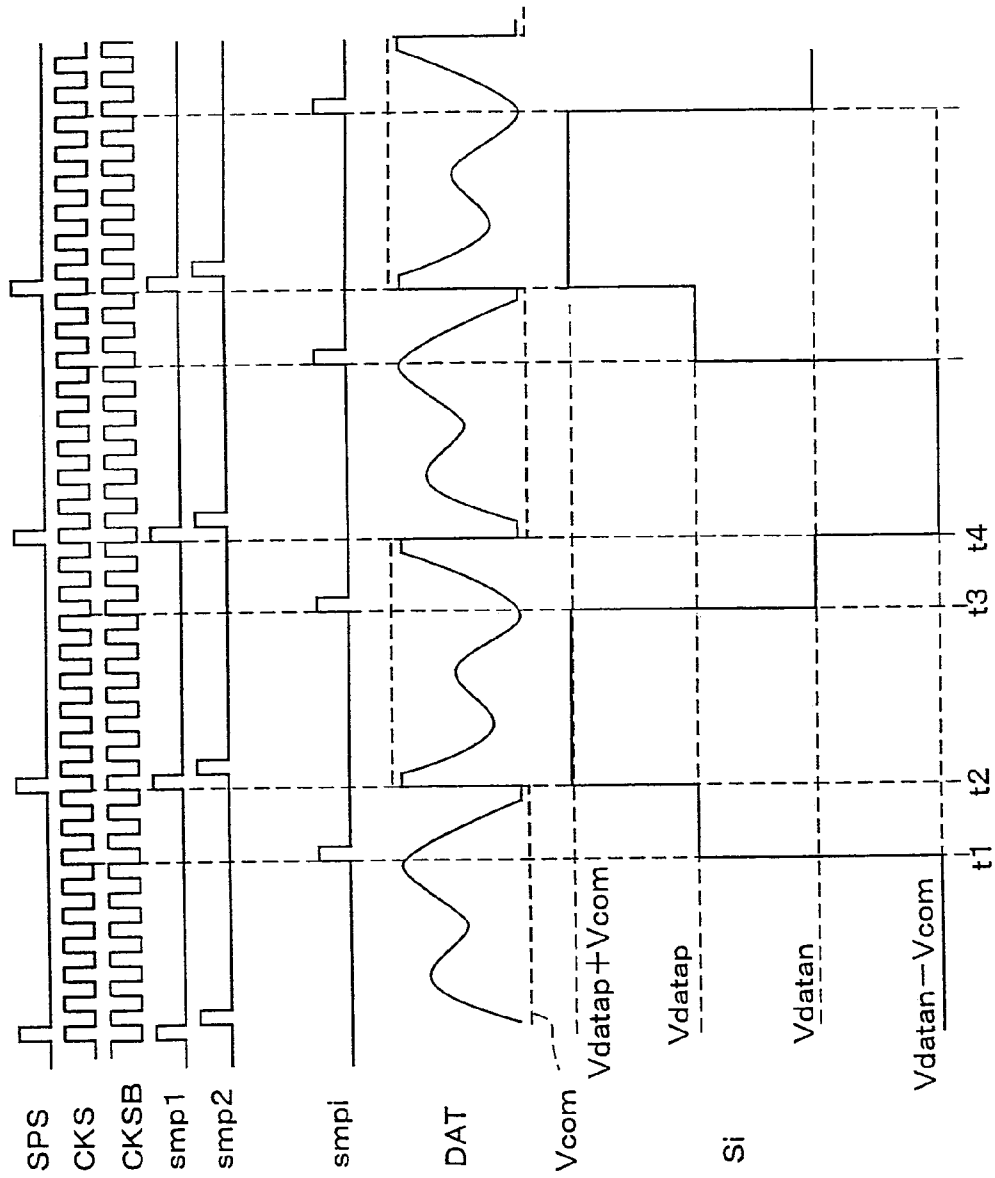 SPS
CKS
CKSB
smp1
smp2
smpi
DAT
Vcom
Vdatap+Vcom
Vdatap
Vdatan
Vdatan−Vcom
Si
t1
t2
t3
t4